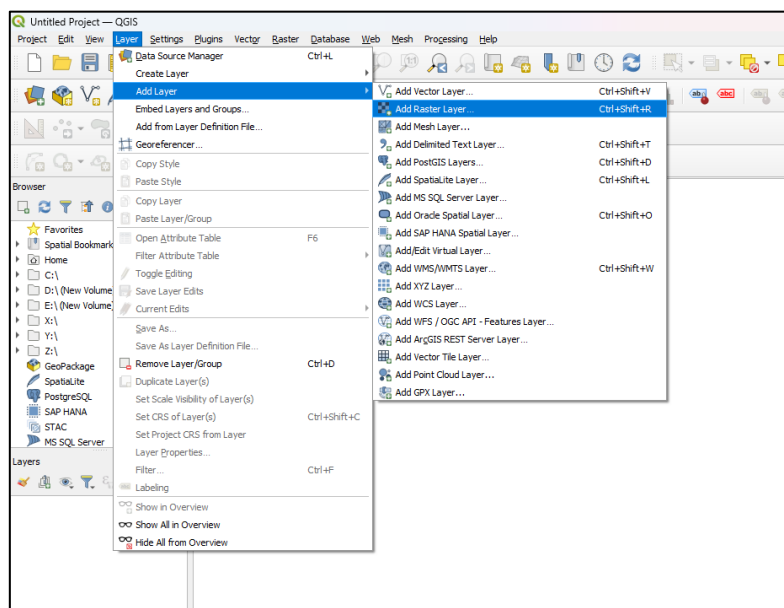 Untitled Project — QGIS
Project Edit View Layer Settings Plugins Vector Raster Database Web Mesh Processing Help
Data Source Manager Ctrl+L
Create Layer
Add Layer
Embed Layers and Groups...
Add from Layer Definition File...
Georeferencer...
Copy Style
Paste Style
Copy Layer
Paste Layer/Group
Open Attribute Table F6
Filter Attribute Table
Toggle Editing
Save Layer Edits
Current Edits
Save As...
Save As Layer Definition File...
Remove Layer/Group Ctrl+D
Duplicate Layer(s)
Set Scale Visibility of Layer(s)
Set CRS of Layer(s) Ctrl+Shift+C
Set Project CRS from Layer
Layer Properties...
Filter... Ctrl+F
Labeling
Show in Overview
Show All in Overview
Hide All from Overview
Add Vector Layer... Ctrl+Shift+V
Add Raster Layer... Ctrl+Shift+R
Add Mesh Layer...
Add Delimited Text Layer... Ctrl+Shift+T
Add PostGIS Layers... Ctrl+Shift+D
Add SpatiaLite Layer... Ctrl+Shift+L
Add MS SQL Server Layer...
Add Oracle Spatial Layer... Ctrl+Shift+O
Add SAP HANA Spatial Layer...
Add/Edit Virtual Layer...
Add WMS/WMTS Layer... Ctrl+Shift+W
Add XYZ Layer...
Add WCS Layer...
Add WFS / OGC API - Features Layer...
Add ArcGIS REST Server Layer...
Add Vector Tile Layer...
Add Point Cloud Layer...
Add GPX Layer...
abc abc
Browser
Favorites
Spatial Bookmark
Home
C:\
D:\ (New Volume
E:\ (New Volume
X:\
Y:\
Z:\
GeoPackage
SpatiaLite
PostgreSQL
SAP HANA
STAC
MS SQL Server
Layers